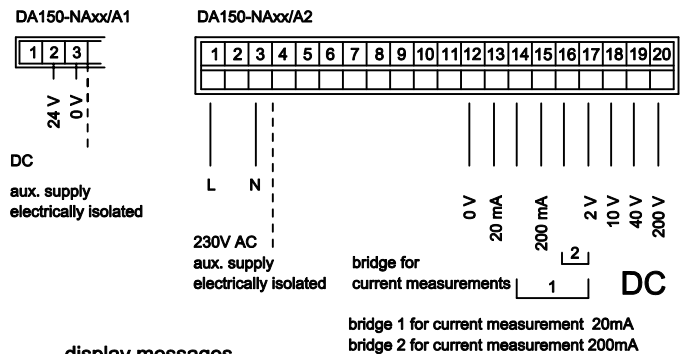 DA150-NAxx/A1
DA150-NAxx/A2
1 2 3
1 2 3 4 5 6 7 8 9 10 11 12 13 14 15 16 17 18 19 20
24 V
0 V
DC
aux. supply
electrically isolated
L N
230V AC
aux. supply
electrically isolated
0 V
20 mA
200 mA
2 V
10 V
40 V
200 V
bridge for
current measurements
2
1
DC
bridge 1 for current measurement 20mA
bridge 2 for current measurement 200mA
display messages